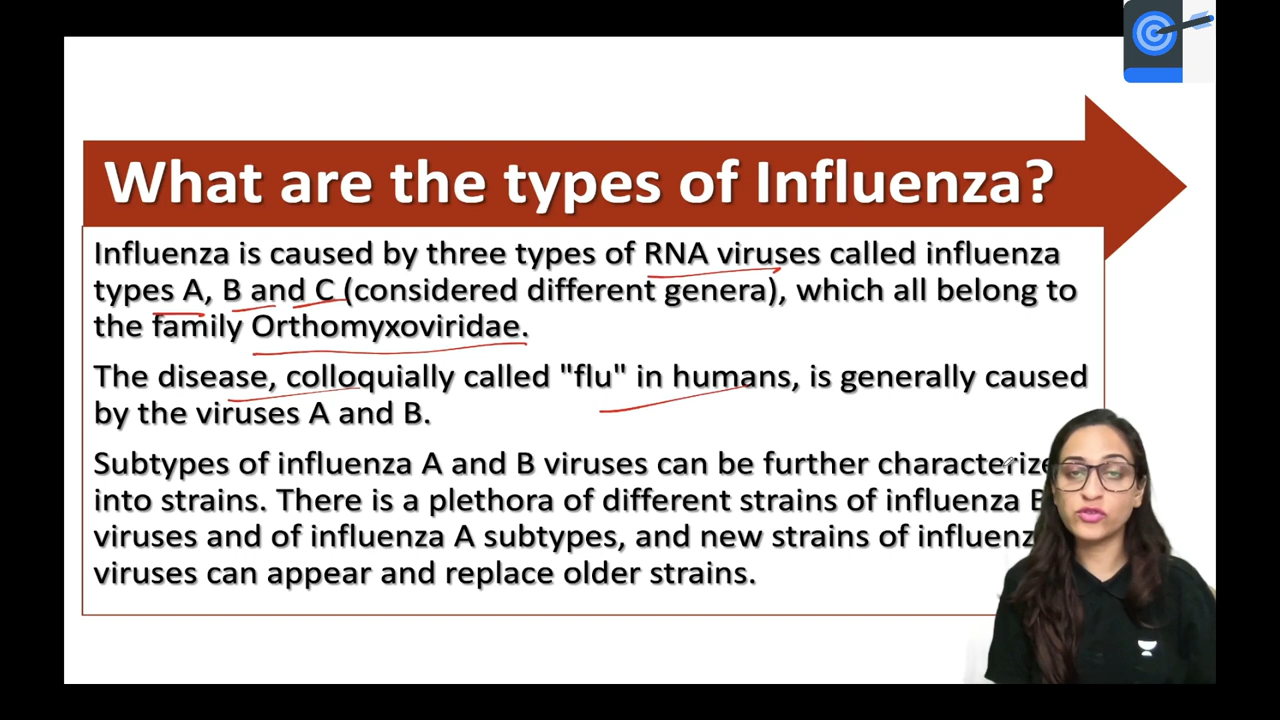 What are the types of Influenza?
Influenza is caused by three types of RNA viruses called influenza
types A, B and C (considered different genera), which all belong to
the family Orthomyxoviridae.
The disease, colloquially called "flu" in humans, is generally caused
by the viruses A and B.
Subtypes of influenza A and B viruses can be further
into strains. There is a plethora of different strains of influenza B
viruses and of influenza A subtypes, and new strains of
viruses can appear and replace older strains.